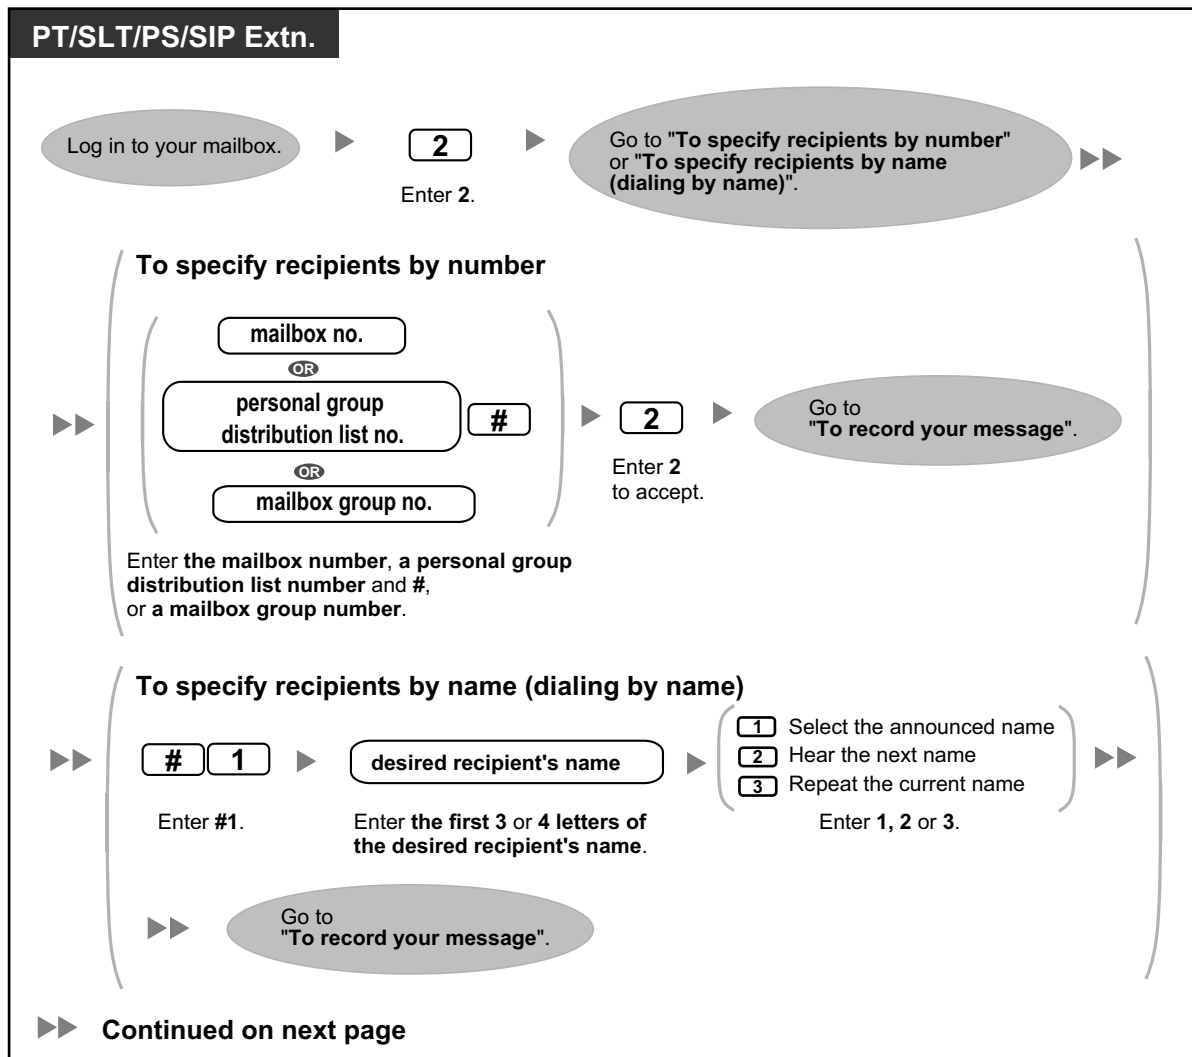 PT/SLT/PS/SIP Extn.
Log in to your mailbox.
2
Enter 2.
Go to "To specify recipients by number"
or "To specify recipients by name
(dialing by name)".
To specify recipients by number
mailbox no.
OR
personal group
distribution list no.
#
OR
mailbox group no.
Enter the mailbox number, a personal group
distribution list number and #,
or a mailbox group number.
2
Enter 2
to accept.
Go to
"To record your message".
To specify recipients by name (dialing by name)
# 1
Enter #1.
desired recipient's name
Enter the first 3 or 4 letters of
the desired recipient's name.
1 Select the announced name
2 Hear the next name
3 Repeat the current name
Enter 1, 2 or 3.
Go to
"To record your message".
Continued on next page